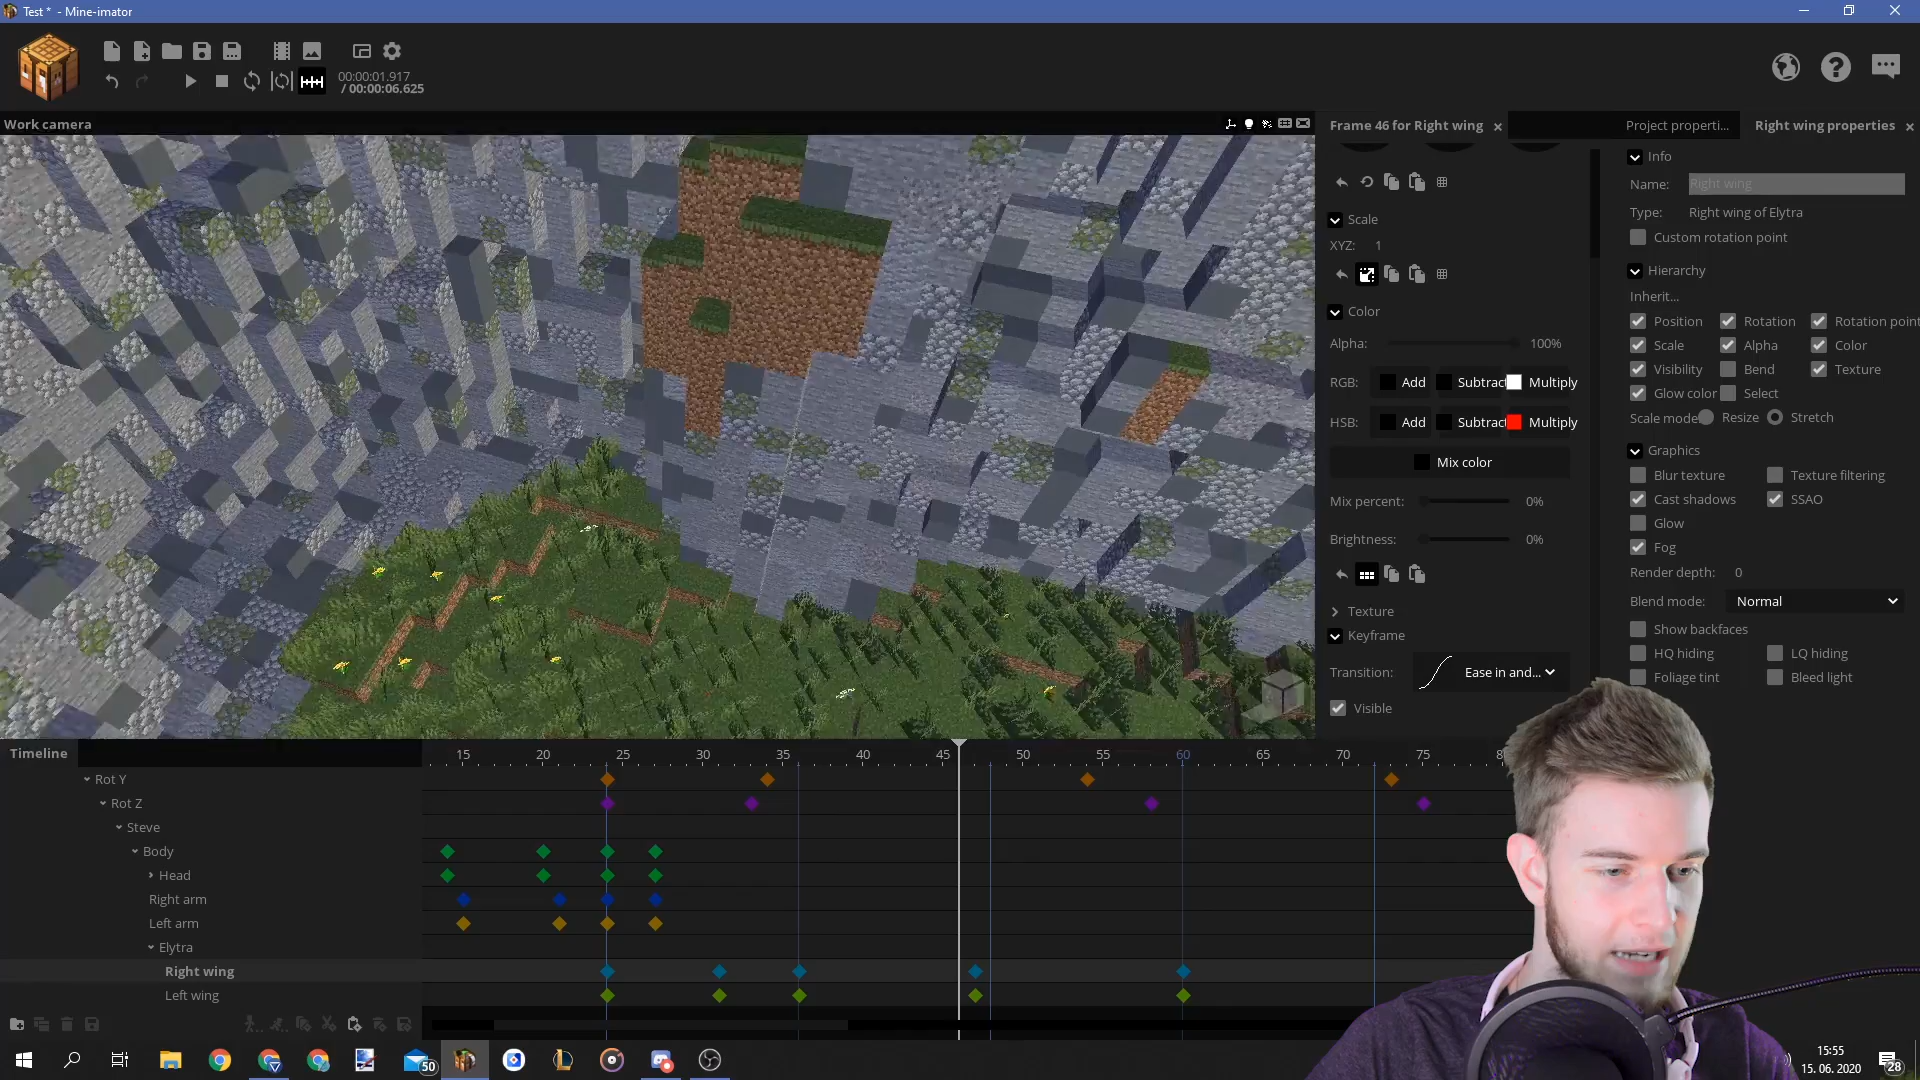 Test * - Mine-imator
00:00:01.917
/ 00:00:06.625
Work camera
Frame 46 for Right wing
Project properti...
Right wing properties
Scale
XYZ: 1
Color
Alpha: 100%
RGB: Add Subtract Multiply
HSB: Add Subtract Multiply
Mix color
Mix percent: 0%
Brightness: 0%
Texture
Keyframe
Transition: Ease in and...
Visible
Info
Name: Right wing
Type: Right wing of Elytra
Custom rotation point
Hierarchy
Inherit...
Position Rotation Rotation point
Scale Alpha Color
Visibility Bend Texture
Glow color Select
Scale mode Resize Stretch
Graphics
Blur texture Texture filtering
Cast shadows SSAO
Glow
Fog
Render depth: 0
Blend mode: Normal
Show backfaces
HQ hiding LQ hiding
Foliage tint Bleed light
Timeline
15 20 25 30 35 40 45 50 55 60 65 70 75
Rot Y
Rot Z
Steve
Body
Head
Right arm
Left arm
Elytra
Right wing
Left wing
50
15:55
15. 06. 2020
28